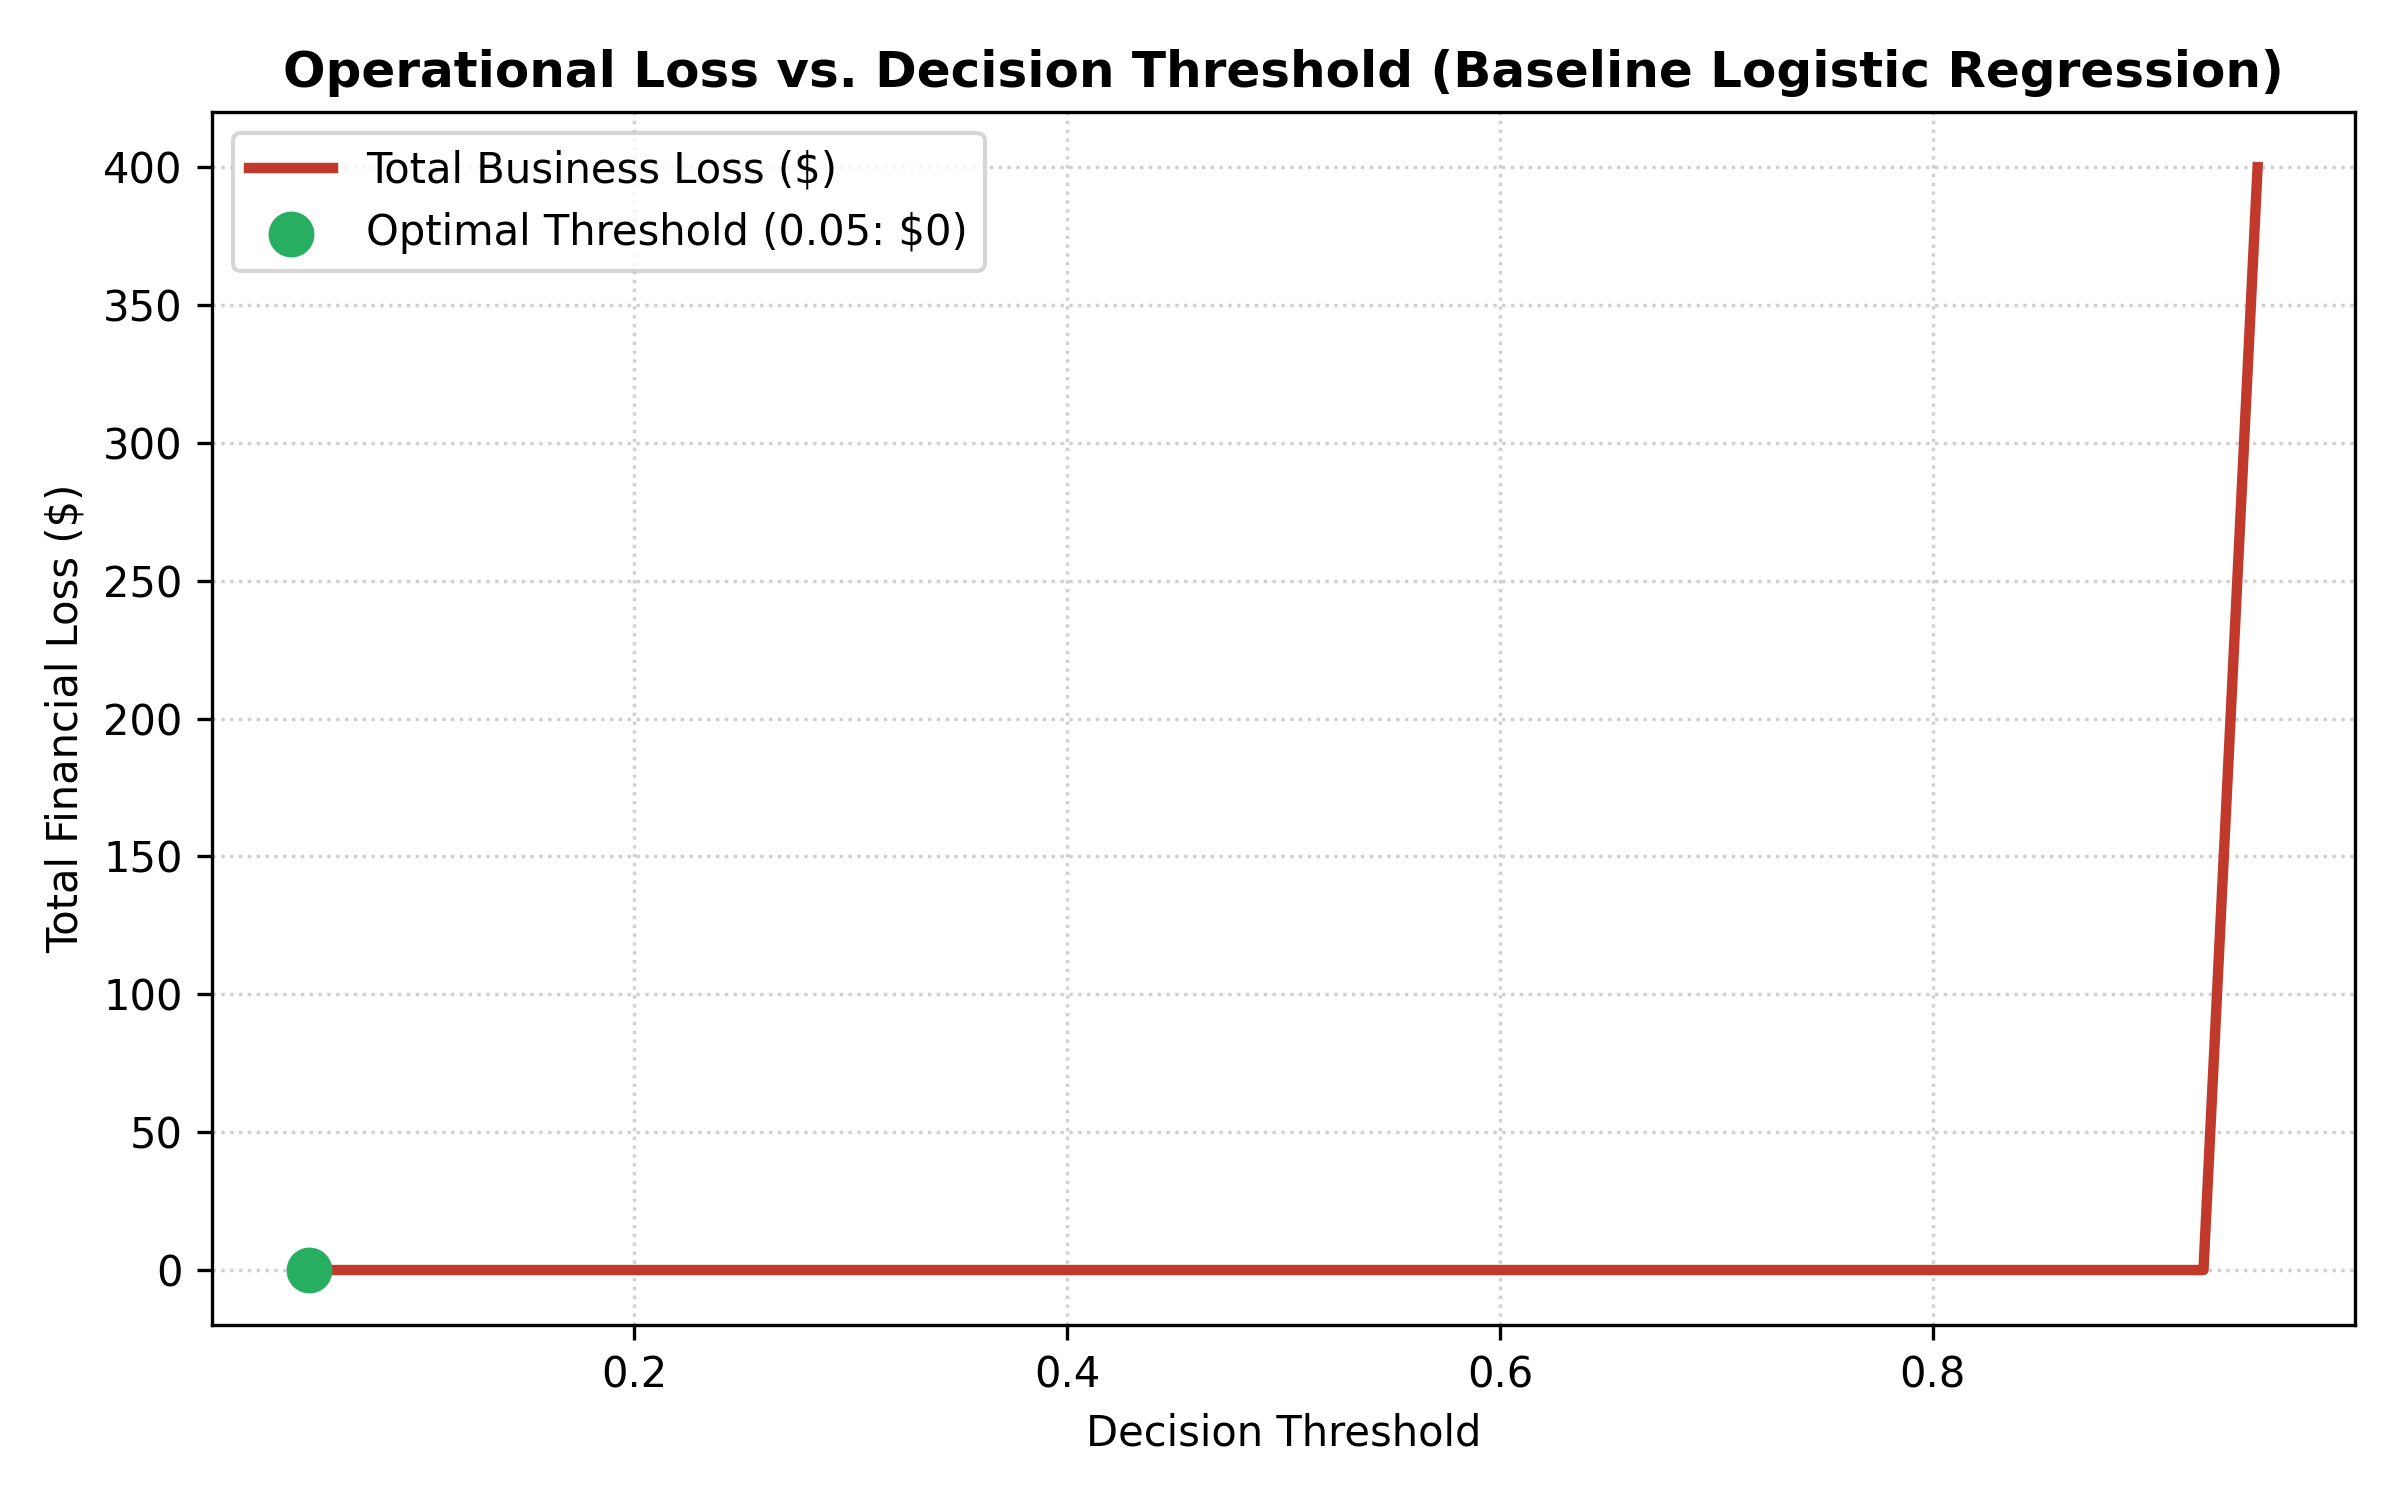 Operational Loss vs. Decision Threshold (Baseline Logistic Regression)
Total Business Loss ($)
Optimal Threshold (0.05: $0)
Total Financial Loss ($)
400
350
300
250
200
150
100
50
0
0.2 0.4 0.6 0.8
Decision Threshold